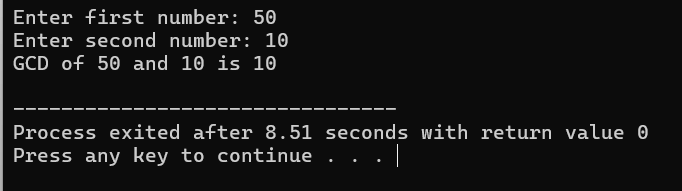 Enter first number: 50
Enter second number: 10
GCD of 50 and 10 is 10
--------------------------------
Process exited after 8.51 seconds with return value 0
Press any key to continue . . .